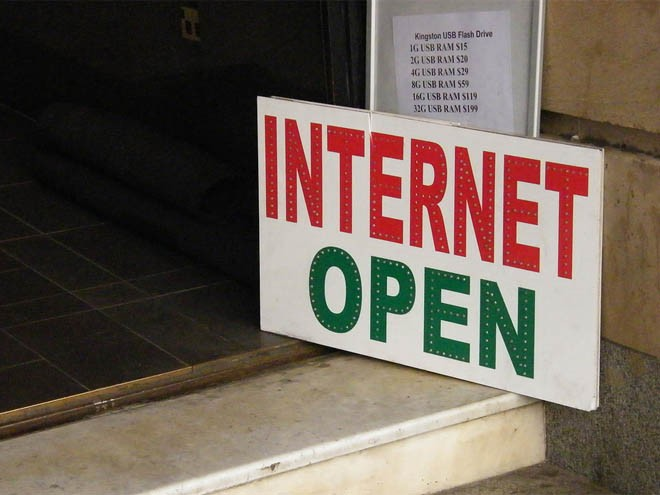 Kingston USB Flash Drive
1G USB RAM $15
2G USB RAM $20
4G USB RAM $29
8G USB RAM $59
16G USB RAM $119
32G USB RAM $199
INTERNET
OPEN